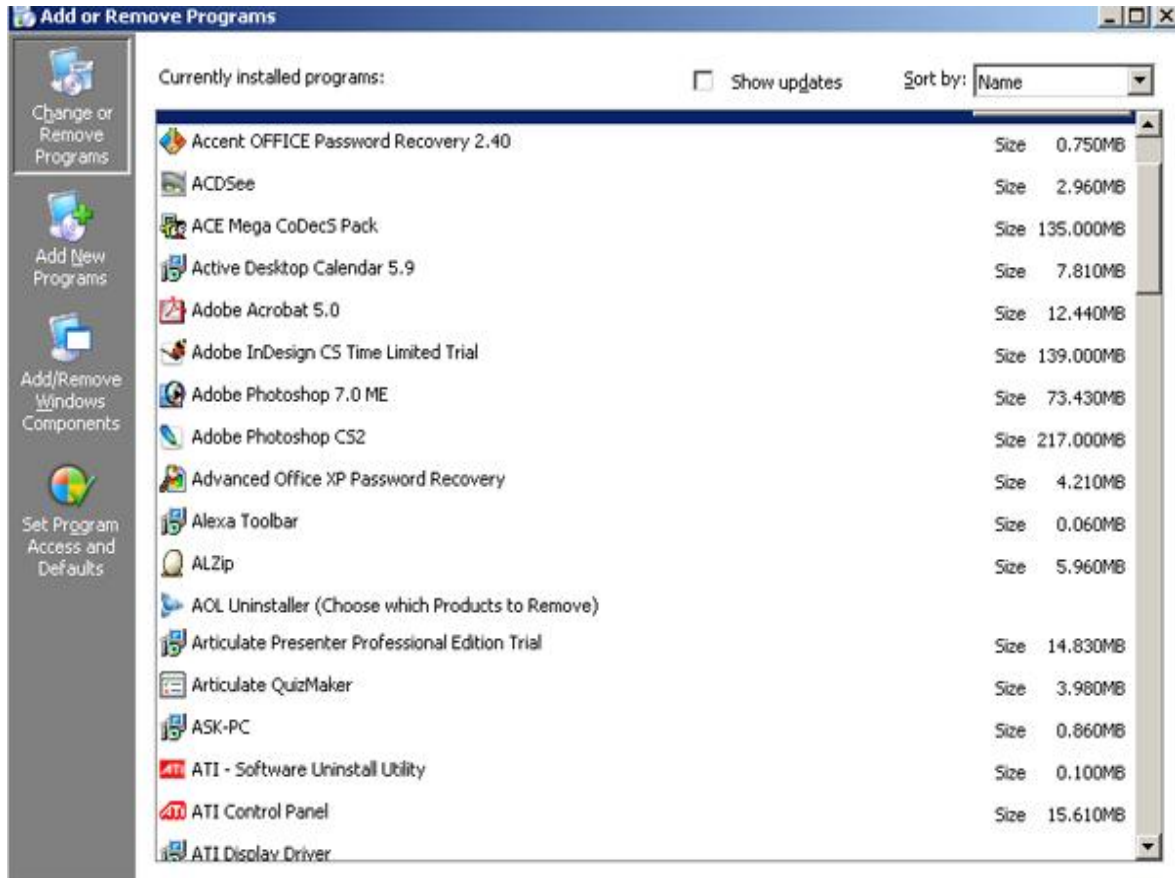 Add or Remove Programs
Change or
Remove
Programs
Add New
Programs
Add/Remove
Windows
Components
Set Program
Access and
Defaults
Currently installed programs:
Show updates
Sort by: Name
Accent OFFICE Password Recovery 2.40 Size 0.750MB
ACDSee Size 2.960MB
ACE Mega CoDecS Pack Size 135.000MB
Active Desktop Calendar 5.9 Size 7.810MB
Adobe Acrobat 5.0 Size 12.440MB
Adobe InDesign CS Time Limited Trial Size 139.000MB
Adobe Photoshop 7.0 ME Size 73.430MB
Adobe Photoshop CS2 Size 217.000MB
Advanced Office XP Password Recovery Size 4.210MB
Alexa Toolbar Size 0.060MB
ALZip Size 5.960MB
AOL Uninstaller (Choose which Products to Remove)
Articulate Presenter Professional Edition Trial Size 14.830MB
Articulate QuizMaker Size 3.980MB
ASK-PC Size 0.860MB
ATI - Software Uninstall Utility Size 0.100MB
ATI Control Panel Size 15.610MB
ATI Display Driver